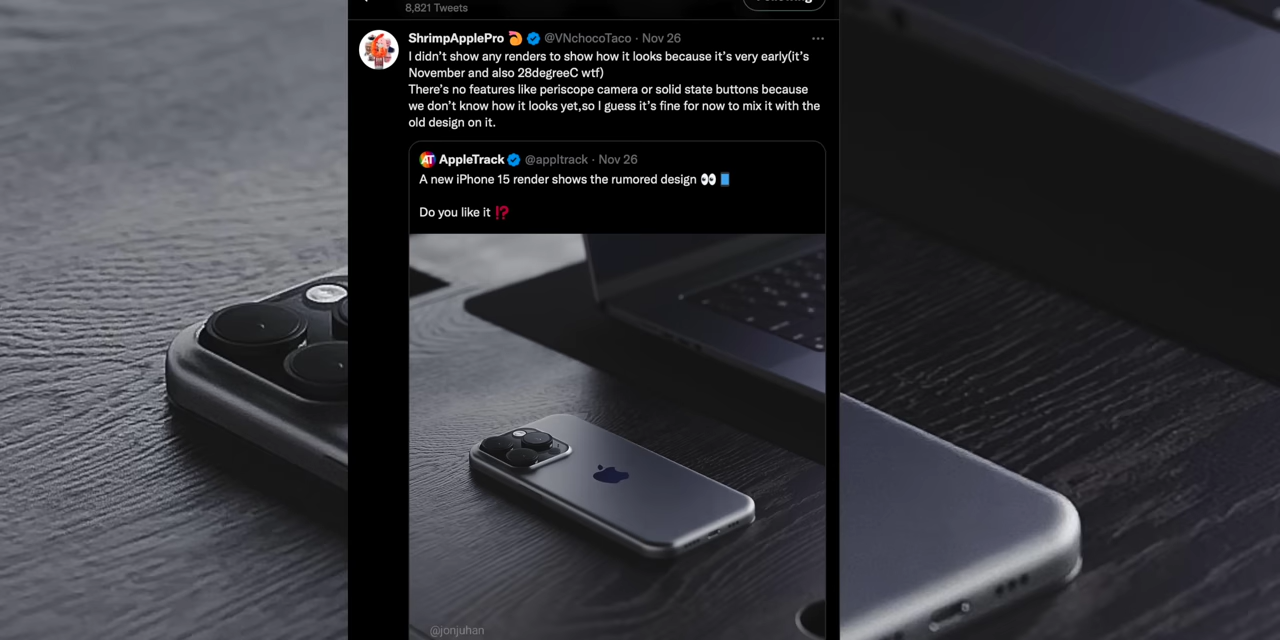 8,821 Tweets
Following
ShrimpApplePro @VNchocoTaco · Nov 26
I didn't show any renders to show how it looks because it's very early(it's
November and also 28degreeC wtf)
There's no features like periscope camera or solid state buttons because
we don't know how it looks yet,so I guess it's fine for now to mix it with the
old design on it.
AT AppleTrack @appltrack · Nov 26
A new iPhone 15 render shows the rumored design 👀📱
Do you like it ⁉️
@jonjuhan